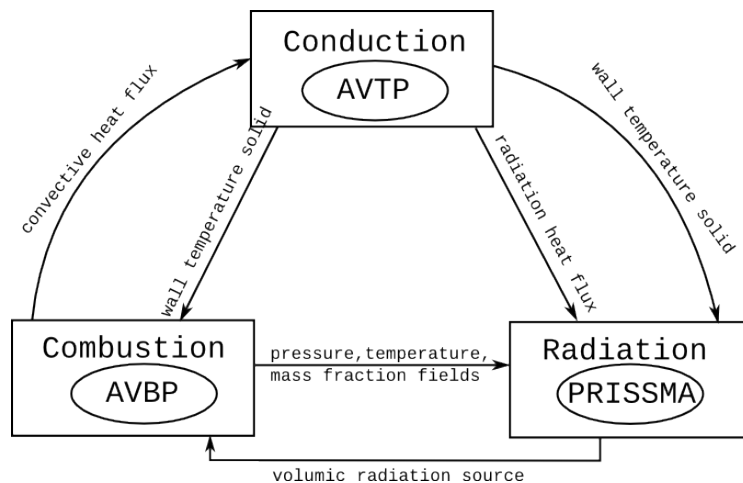 Conduction
AVTP
convective heat flux
wall temperature solid
radiation heat flux
wall temperature solid
Combustion
AVBP
pressure,temperature,
mass fraction fields
Radiation
PRISSMA
volumic radiation source